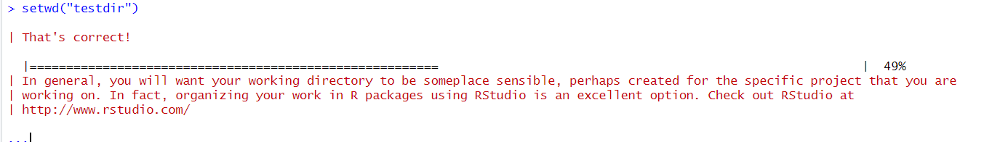 > setwd("testdir")
| That's correct!
|======================================================== | 49%
| In general, you will want your working directory to be someplace sensible, perhaps created for the specific project that you are
| working on. In fact, organizing your work in R packages using RStudio is an excellent option. Check out RStudio at
| http://www.rstudio.com/
...